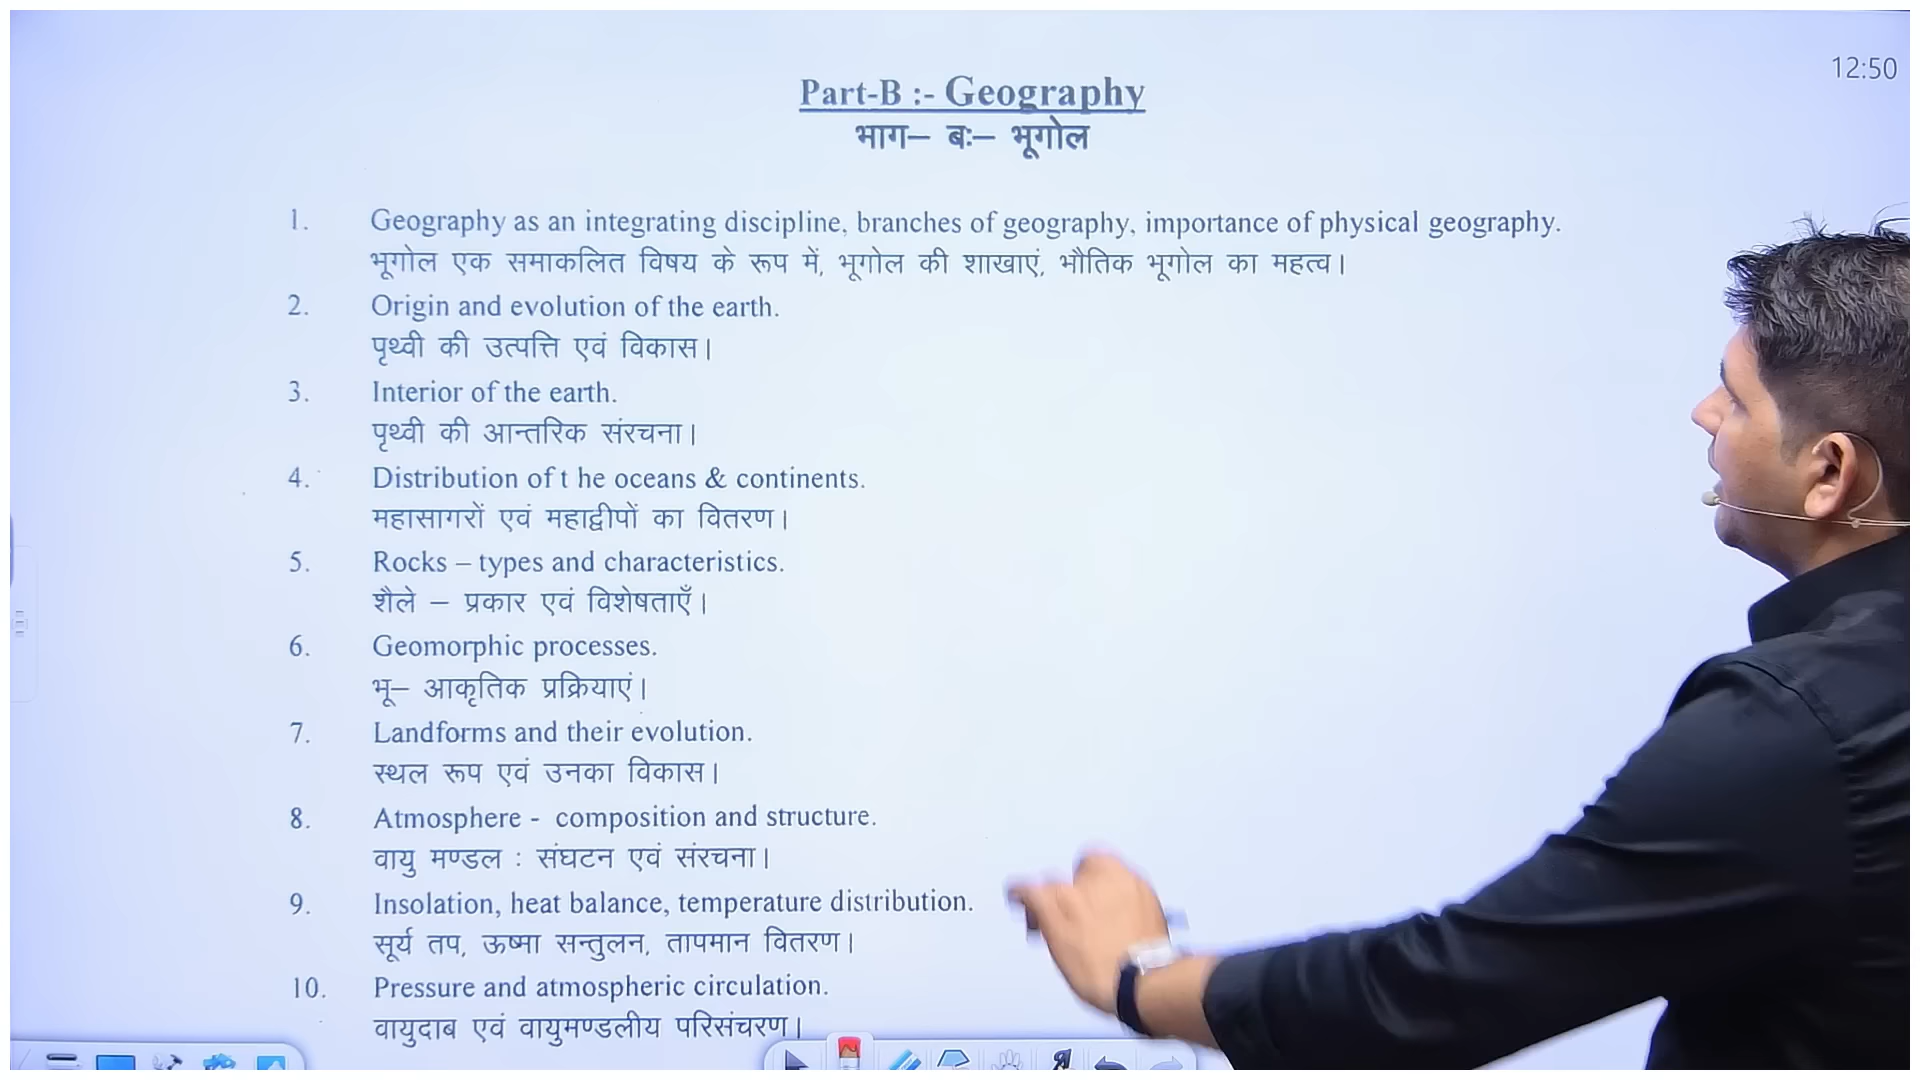 12:50
Part-B :- Geography
भाग– बः– भूगोल
1. Geography as an integrating discipline, branches of geography, importance of physical geography.
भूगोल एक समाकलित विषय के रूप में, भूगोल की शाखाएं, भौतिक भूगोल का महत्व।
2. Origin and evolution of the earth.
पृथ्वी की उत्पत्ति एवं विकास।
3. Interior of the earth.
पृथ्वी की आन्तरिक संरचना।
4. Distribution of t he oceans & continents.
महासागरों एवं महाद्वीपों का वितरण।
5. Rocks – types and characteristics.
शैले – प्रकार एवं विशेषताएँ।
6. Geomorphic processes.
भू– आकृतिक प्रक्रियाएं।
7. Landforms and their evolution.
स्थल रूप एवं उनका विकास।
8. Atmosphere - composition and structure.
वायु मण्डल : संघटन एवं संरचना।
9. Insolation, heat balance, temperature distribution.
सूर्य तप, ऊष्मा सन्तुलन, तापमान वितरण।
10. Pressure and atmospheric circulation.
वायुदाब एवं वायुमण्डलीय परिसंचरण।